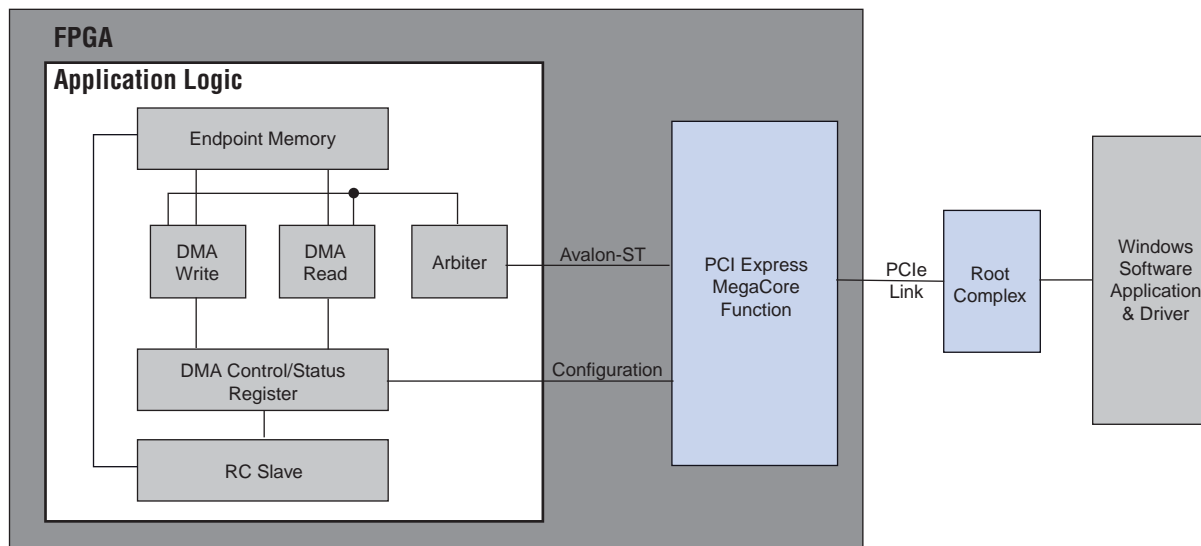 FPGA
Application Logic
Endpoint Memory
DMA
Write
DMA
Read
Arbiter
Avalon-ST
DMA Control/Status
Register
Configuration
RC Slave
PCI Express
MegaCore
Function
PCIe
Link
Root
Complex
Windows
Software
Application
& Driver